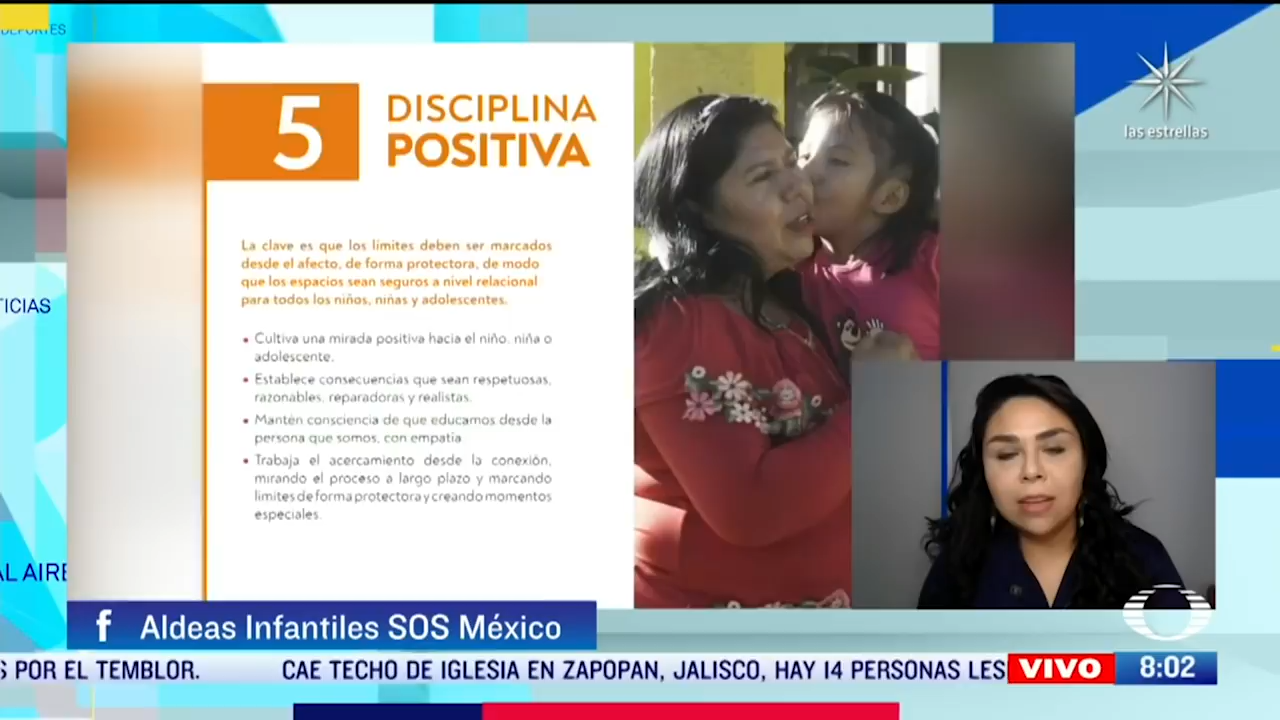 DEPORTES
5
DISCIPLINA
POSITIVA
las estrellas
La clave es que los límites deben ser marcados
desde el afecto, de forma protectora, de modo
que los espacios sean seguros a nivel relacional
para todos los niños, niñas y adolescentes.
TICIAS
• Cultiva una mirada positiva hacia el niño, niña o
adolescente.
• Establece consecuencias que sean respetuosas,
razonables, reparadoras y realistas.
• Mantén consciencia de que educamos desde la
persona que somos, con empatía
• Trabaja el acercamiento desde la conexión,
mirando el proceso a largo plazo y marcando
limites de forma protectora y creando momentos
especiales.
AL AIRE
f Aldeas Infantiles SOS México
S POR EL TEMBLOR. CAE TECHO DE IGLESIA EN ZAPOPAN, JALISCO, HAY 14 PERSONAS LES
VIVO 8:02